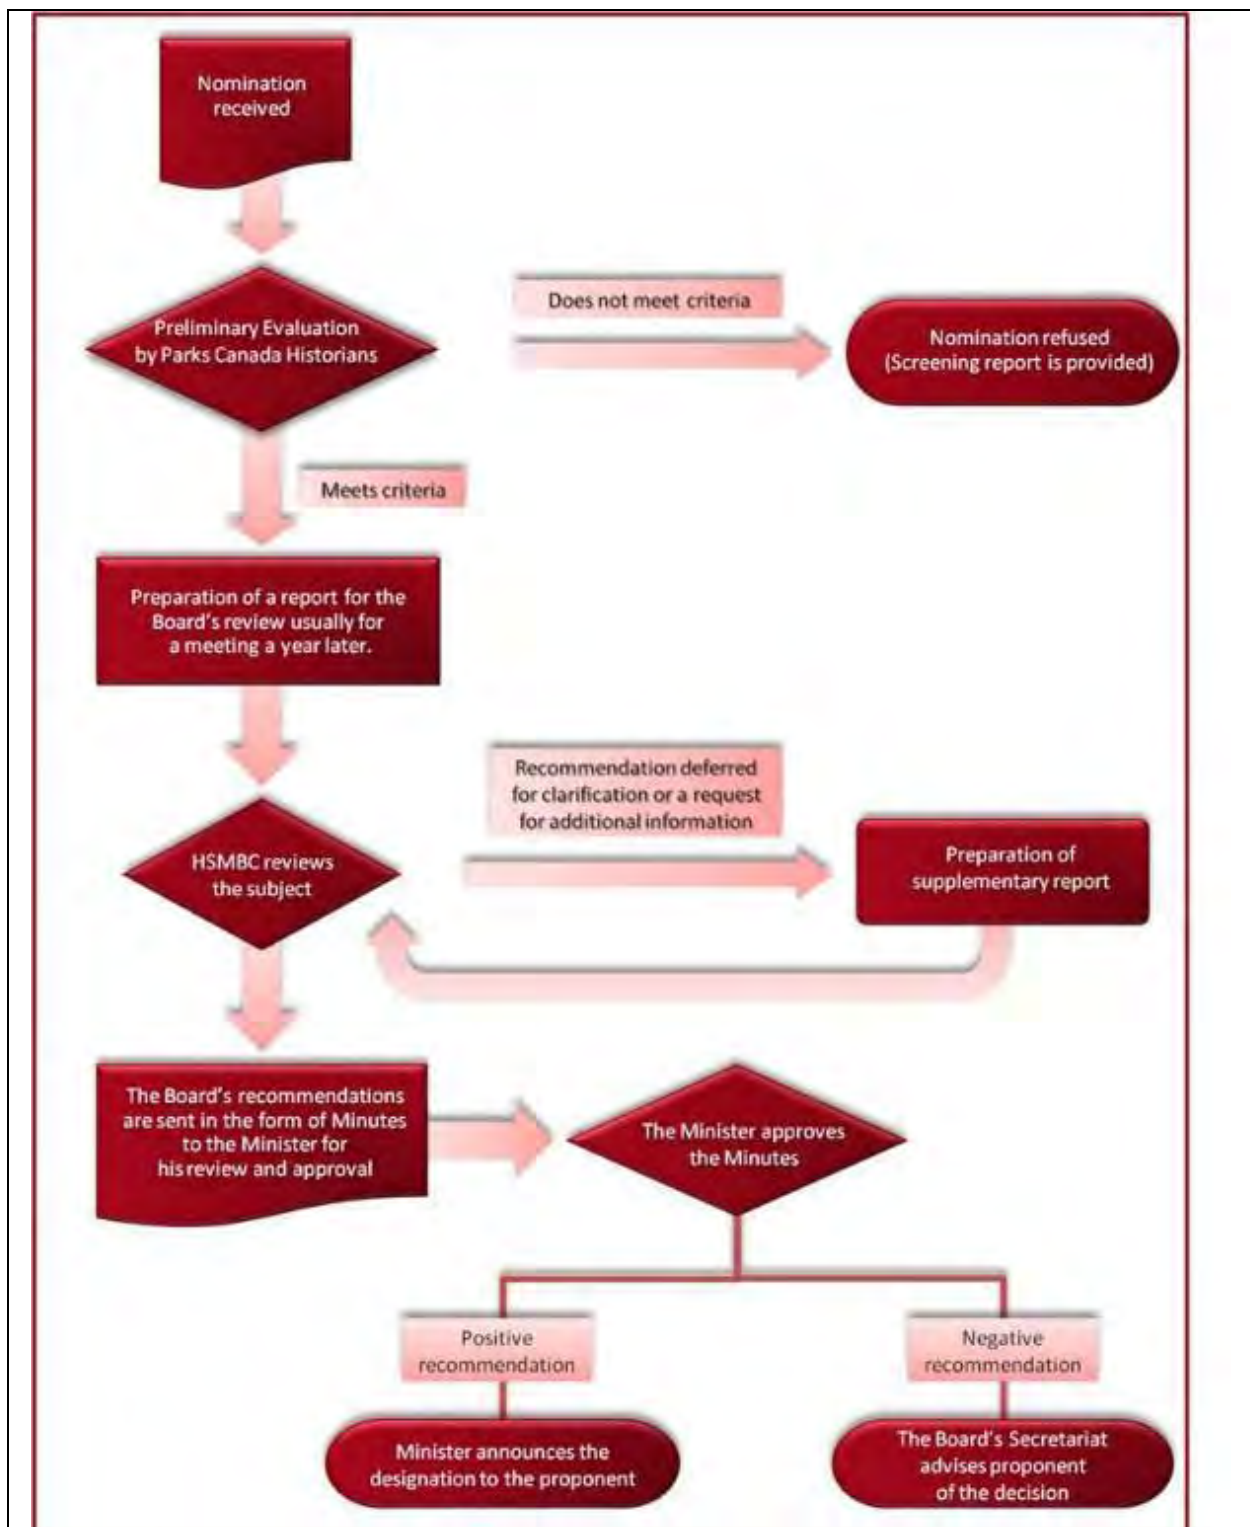 Nomination
received
Preliminary Evaluation
by Parks Canada Historians
Does not meet criteria
Nomination refused
(Screening report is provided)
Meets criteria
Preparation of a report for the
Board's review usually for
a meeting a year later.
Recommendation deferred
for clarification or a request
for additional information
HSMBC reviews
the subject
Preparation of
supplementary report
The Board's recommendations
are sent in the form of Minutes
to the Minister for
his review and approval
The Minister approves
the Minutes
Positive
recommendation
Negative
recommendation
Minister announces the
designation to the proponent
The Board's Secretariat
advises proponent
of the decision